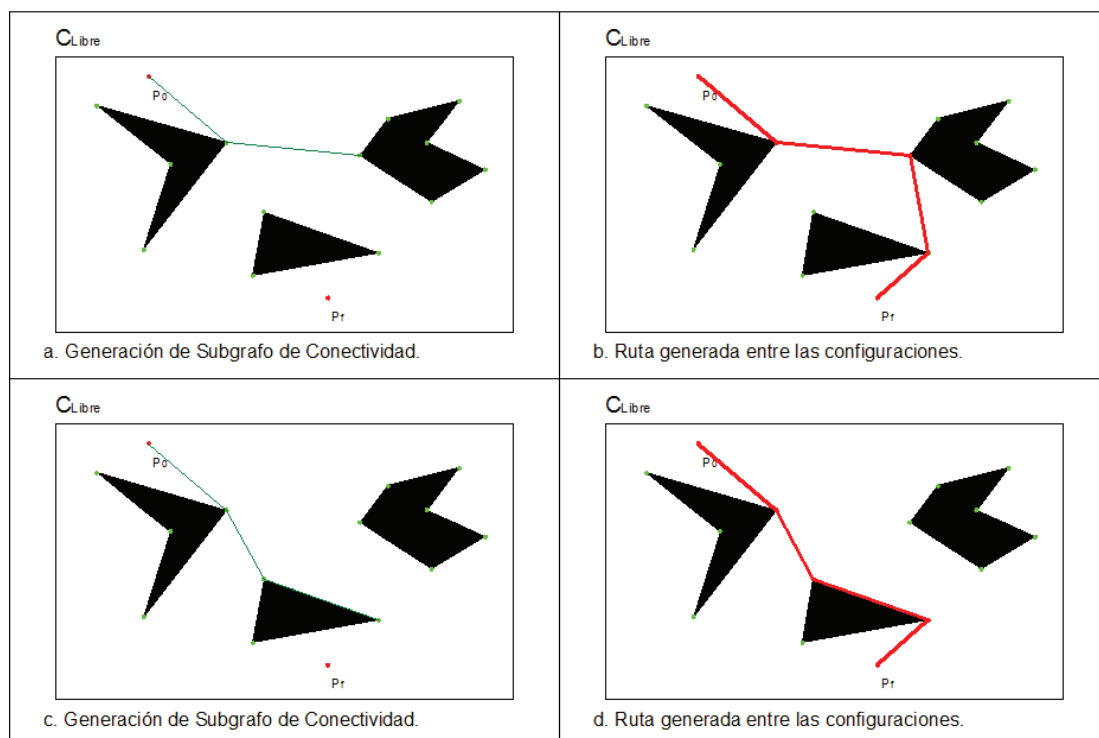 CLibre
P0
Pf
a. Generación de Subgrafo de Conectividad.
CLibre
P0
Pf
b. Ruta generada entre las configuraciones.
CLibre
P0
Pf
c. Generación de Subgrafo de Conectividad.
CLibre
P0
Pf
d. Ruta generada entre las configuraciones.